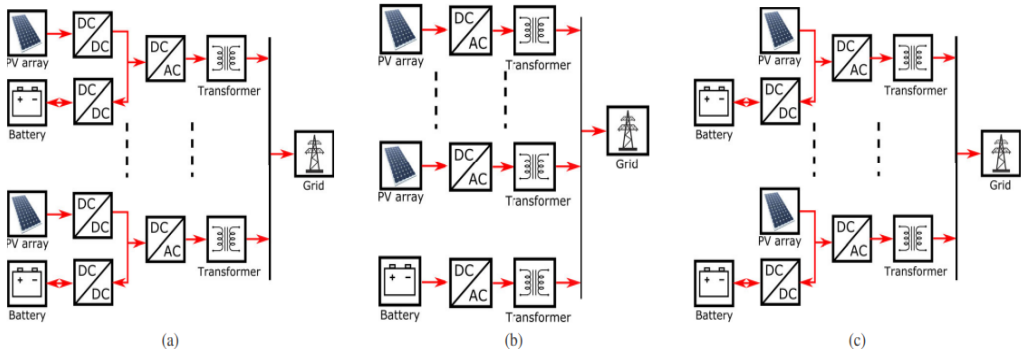 DC
DC
PV array
DC
AC
Transformer
+ −
Battery
DC
DC
DC
DC
PV array
DC
AC
Transformer
+ −
Battery
DC
DC
Grid
(a)
PV array
DC
AC
Transformer
PV array
DC
AC
Transformer
+ −
Battery
DC
AC
Transformer
Grid
(b)
PV array
DC
AC
Transformer
+ −
Battery
DC
DC
PV array
DC
AC
Transformer
+ −
Battery
DC
DC
Grid
(c)